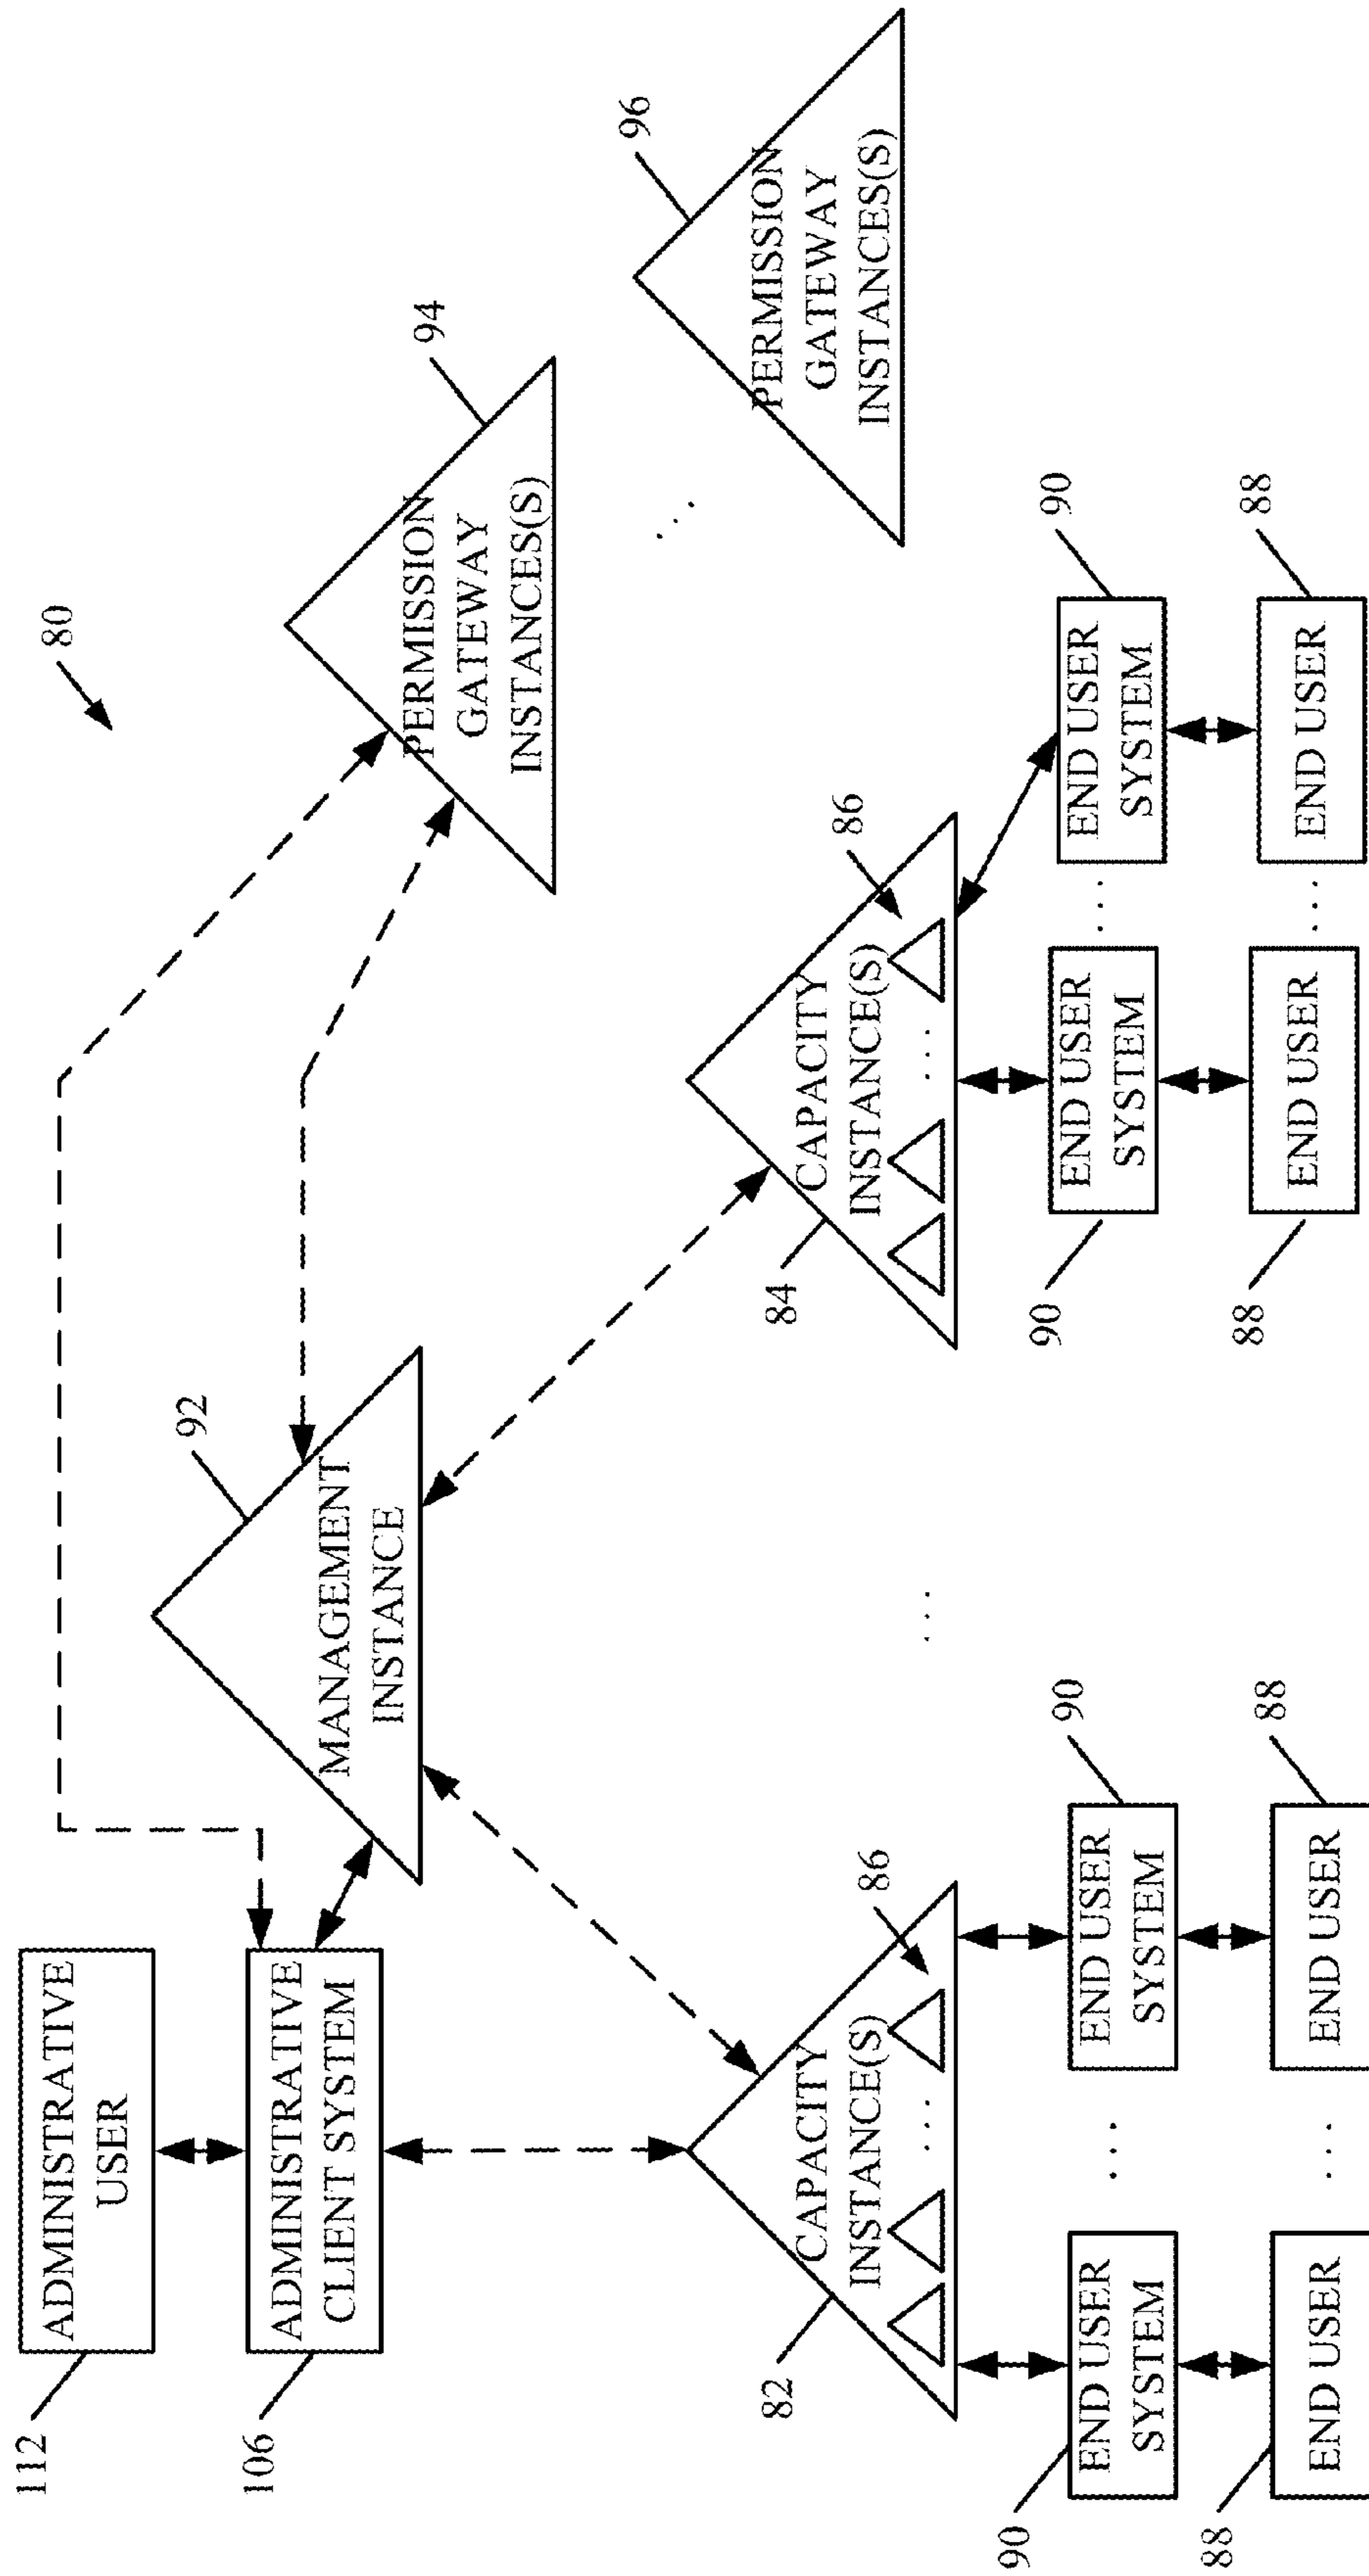 80
112
ADMINISTRATIVE
USER
106
ADMINISTRATIVE
CLIENT SYSTEM
92
MANAGEMENT
INSTANCE
94
PERMISSION
GATEWAY
INSTANCES(S)
. . .
96
PERMISSION
GATEWAY
INSTANCES(S)
82
CAPACITY
INSTANCE(S)
. . .
86
. . .
84
CAPACITY
INSTANCE(S)
. . .
86
90
END USER
SYSTEM
. . .
END USER
SYSTEM
90
90
END USER
SYSTEM
. . .
END USER
SYSTEM
90
88
END USER
. . .
END USER
88
88
END USER
. . .
END USER
88